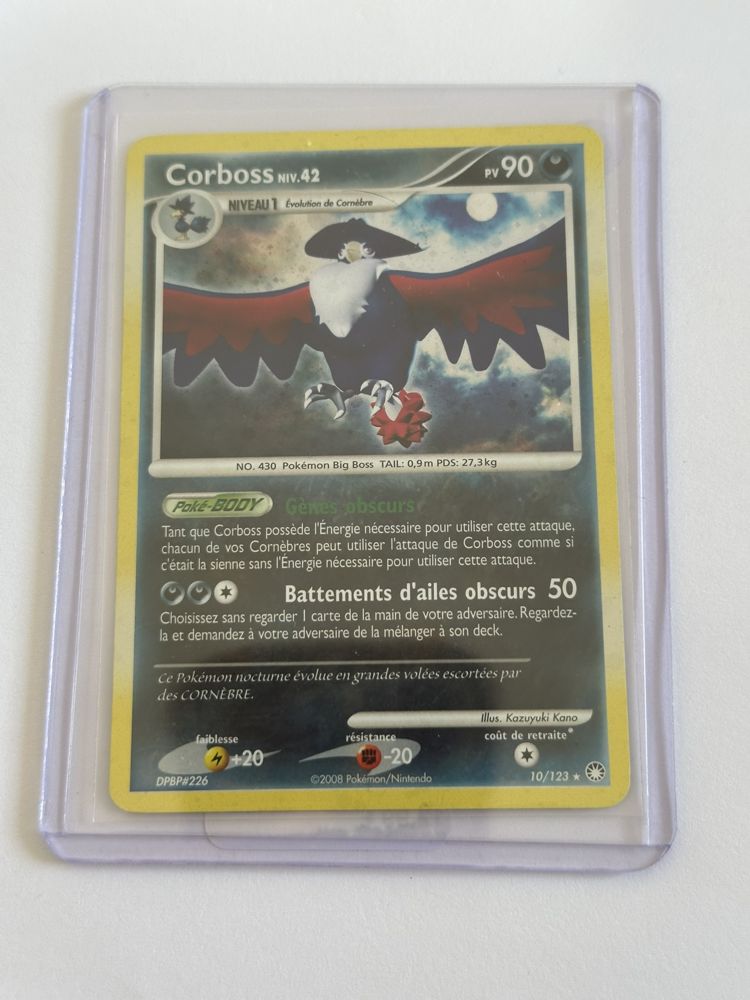 Corboss NIV.42 PV 90
NIVEAU 1 Évolution de Cornèbre
NO. 430 Pokémon Big Boss TAIL: 0,9 m PDS: 27,3 kg
Poké-BODY Gènes obscurs
Tant que Corboss possède l'Énergie nécessaire pour utiliser cette attaque,
chacun de vos Cornèbres peut utiliser l'attaque de Corboss comme si
c'était la sienne sans l'Énergie nécessaire pour utiliser cette attaque.
Battements d'ailes obscurs 50
Choisissez sans regarder 1 carte de la main de votre adversaire. Regardez-
la et demandez à votre adversaire de la mélanger à son deck.
Ce Pokémon nocturne évolue en grandes volées escortées par
des CORNÈBRE.
Illus. Kazuyuki Kano
faiblesse résistance coût de retraite
+20 -20
DPBP#226 ©2008 Pokémon/Nintendo 10/123 ★